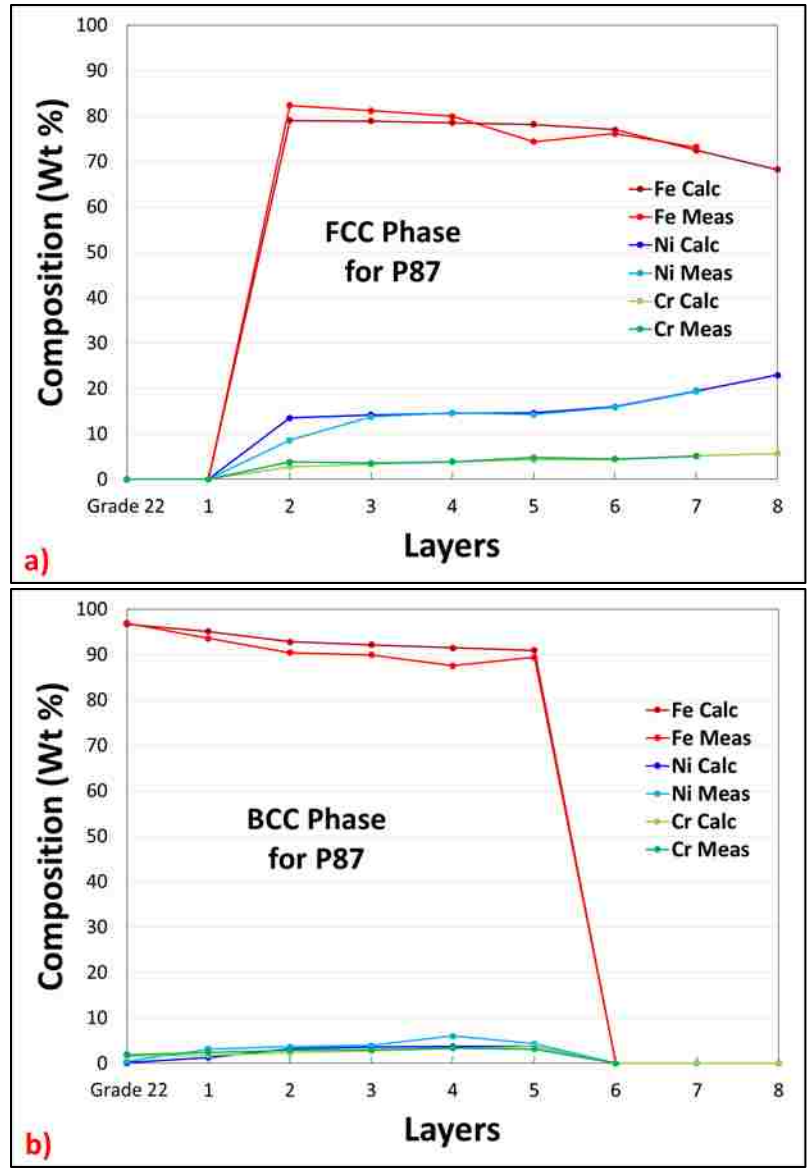 100
90
80
70
60
50
40
30
20
10
0
Composition (Wt %)
FCC Phase
for P87
Fe Calc
Fe Meas
Ni Calc
Ni Meas
Cr Calc
Cr Meas
Grade 22 1 2 3 4 5 6 7 8
Layers
a)
100
90
80
70
60
50
40
30
20
10
0
Composition (Wt %)
BCC Phase
for P87
Fe Calc
Fe Meas
Ni Calc
Ni Meas
Cr Calc
Cr Meas
Grade 22 1 2 3 4 5 6 7 8
Layers
b)